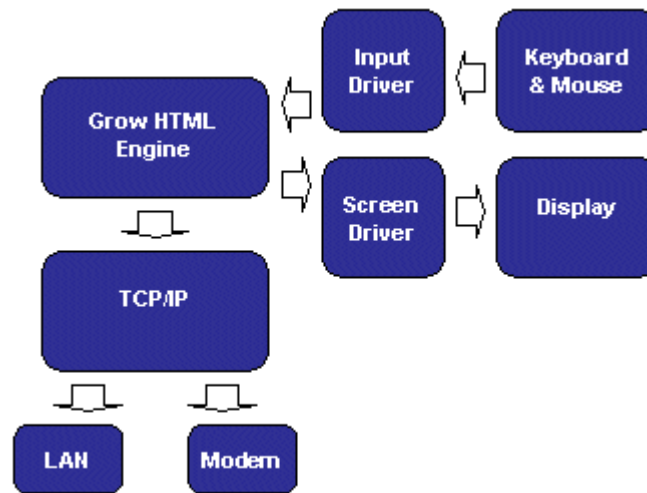 Input
Driver
Keyboard
& Mouse
Grow HTML
Engine
Screen
Driver
Display
TCP/IP
LAN
Modem